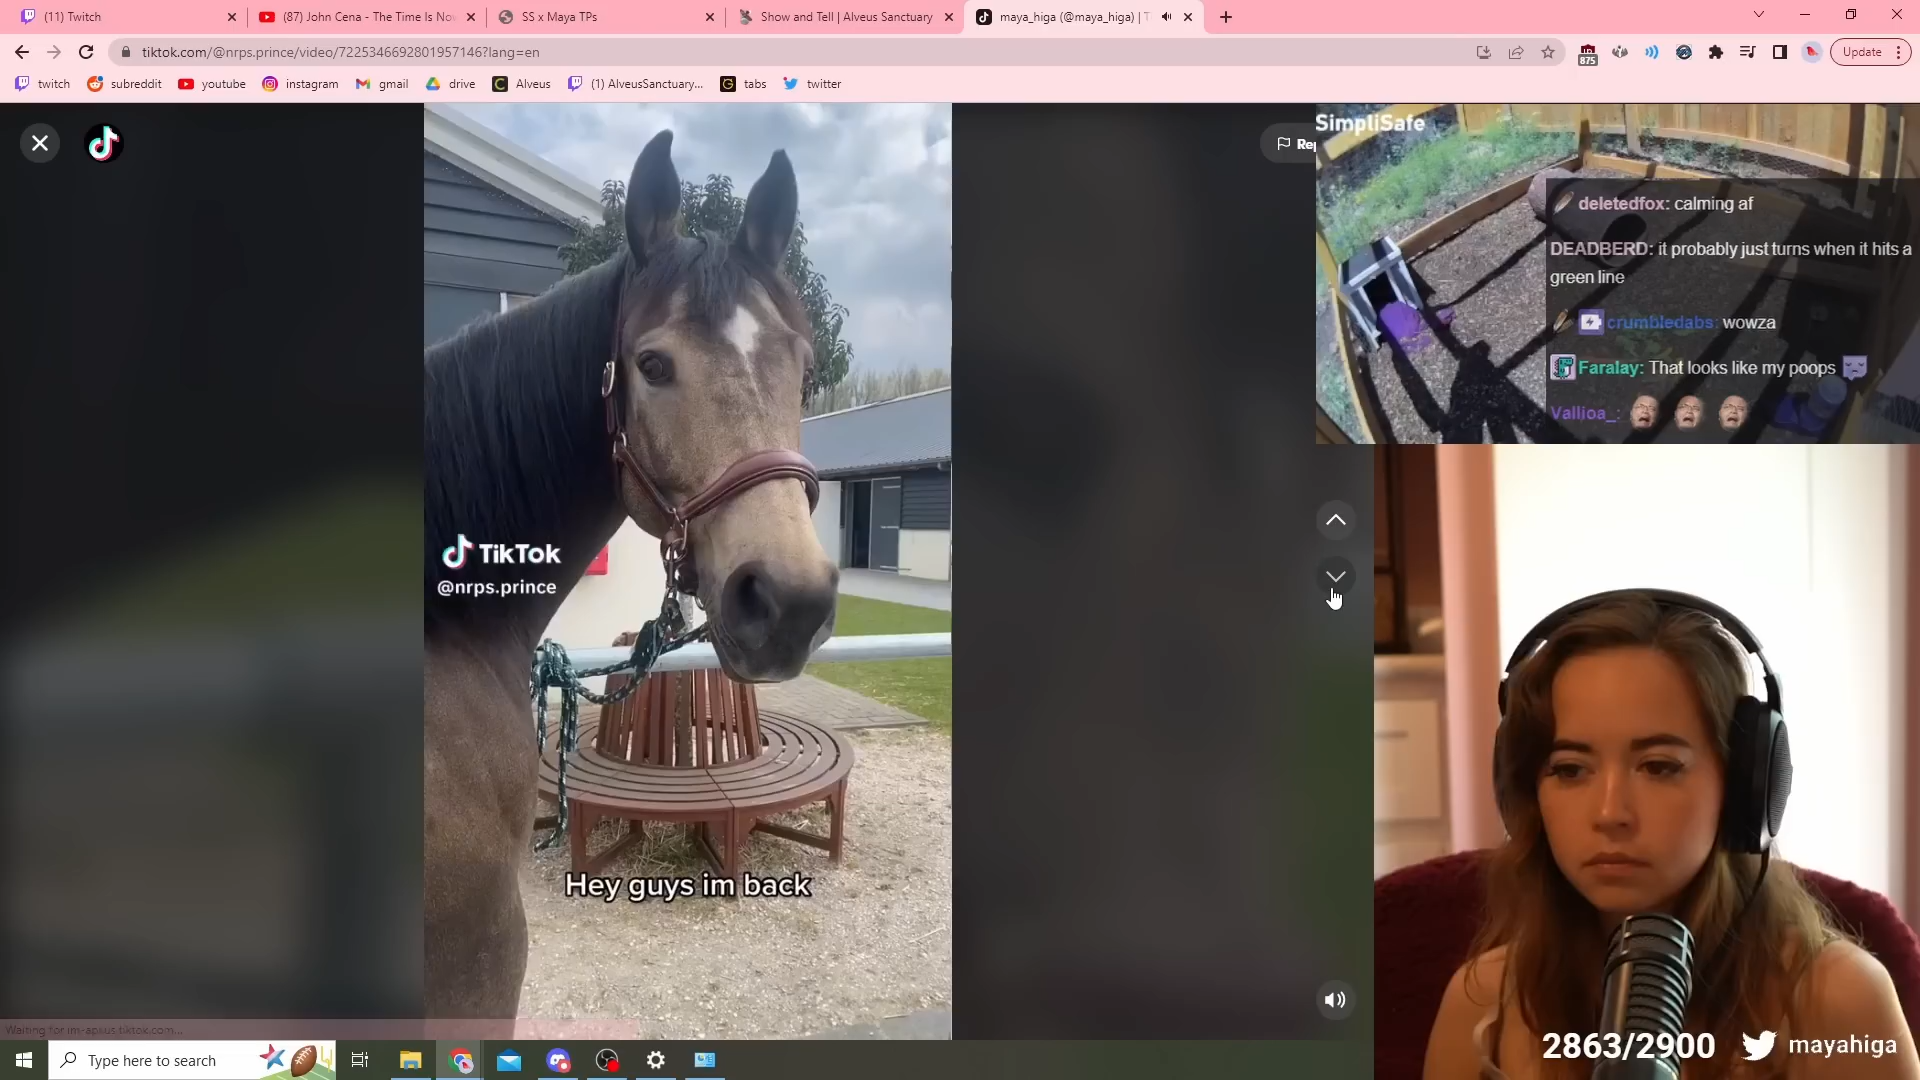 (11) Twitch
(87) John Cena - The Time Is Now
SS x Maya TPs
Show and Tell | Alveus Sanctuary
maya_higa (@maya_higa) | T
tiktok.com/@nrps.prince/video/7225346692801957146?lang=en
875
Update
twitch
subreddit
youtube
instagram
gmail
drive
Alveus
(1) AlveusSanctuary...
tabs
twitter
Rep
SimpliSafe
deletedfox: calming af
DEADBERD: it probably just turns when it hits a
green line
crumbledabs: wowza
Faralay: That looks like my poops
Vallioa_:
TikTok
@nrps.prince
Hey guys im back
Type here to search
2863/2900
mayahiga